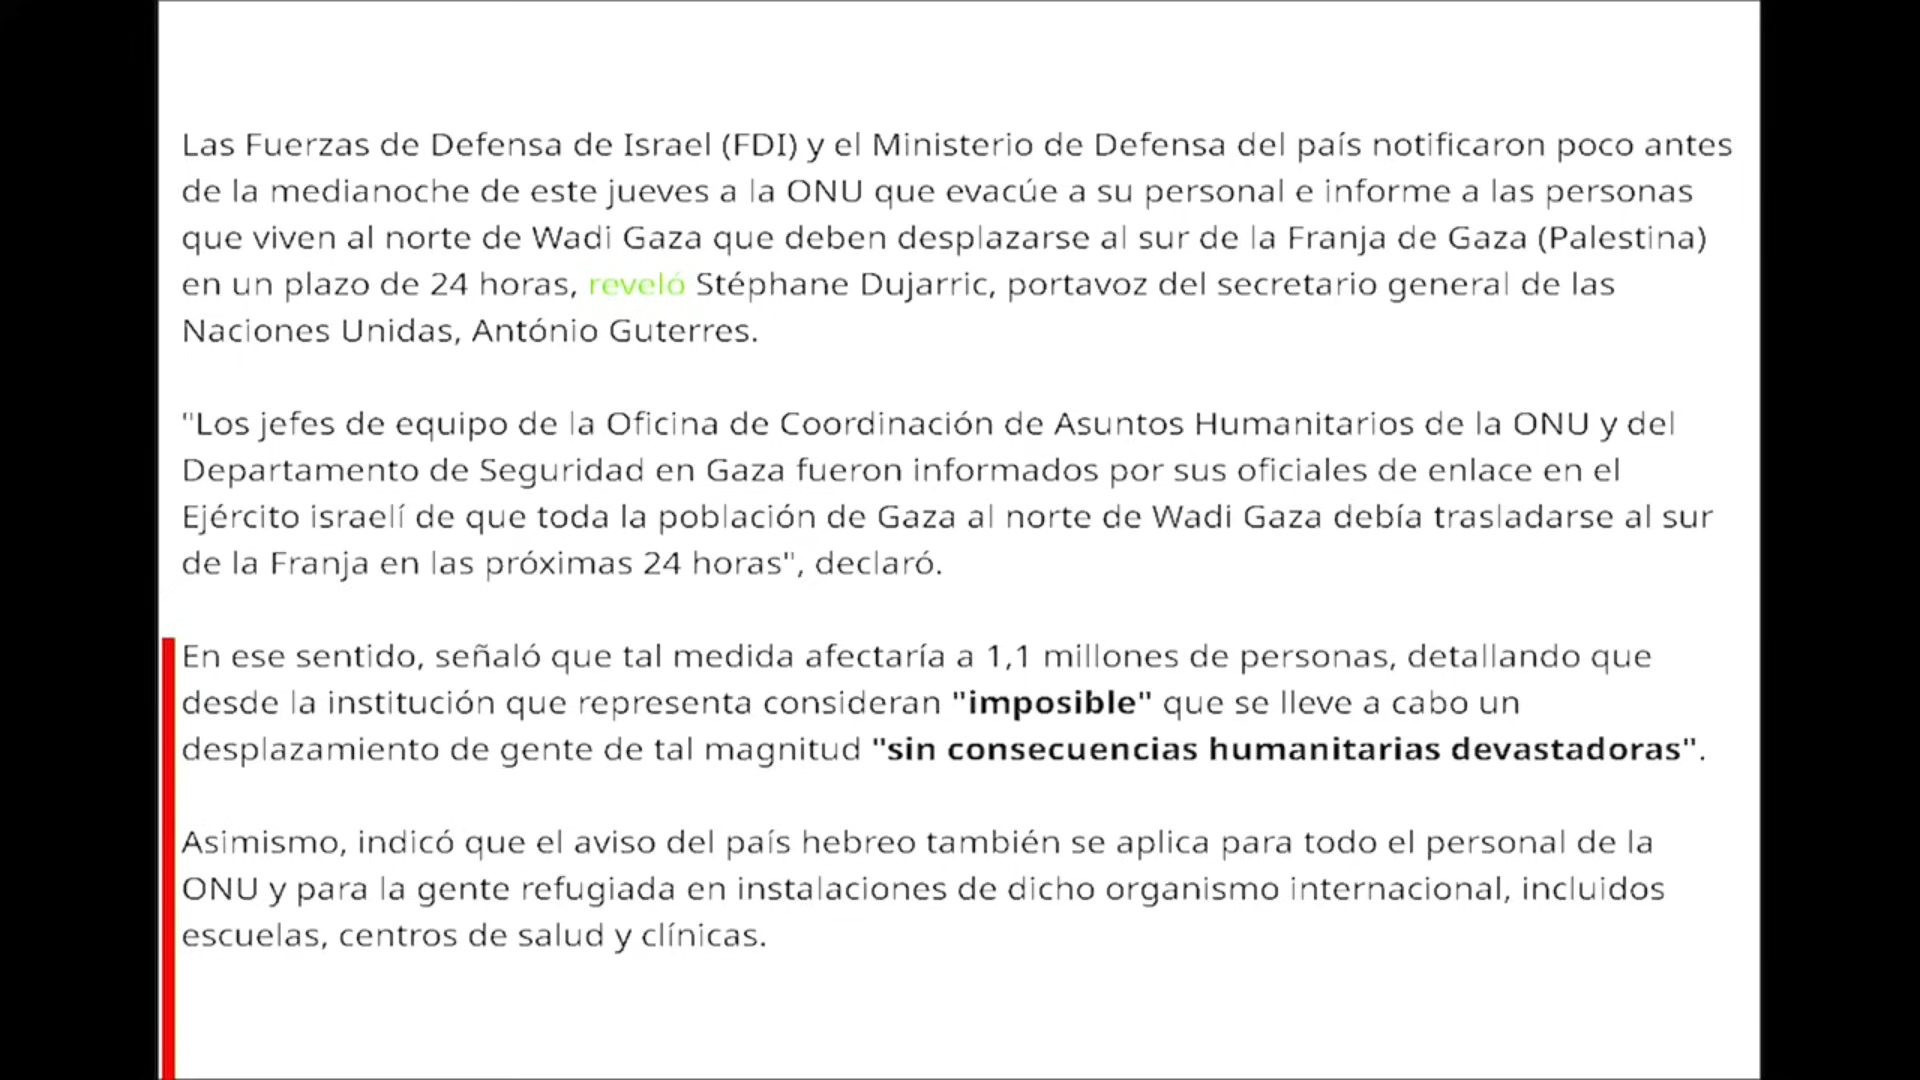 Las Fuerzas de Defensa de Israel (FDI) y el Ministerio de Defensa del país notificaron poco antes
de la medianoche de este jueves a la ONU que evacúe a su personal e informe a las personas
que viven al norte de Wadi Gaza que deben desplazarse al sur de la Franja de Gaza (Palestina)
en un plazo de 24 horas, reveló Stéphane Dujarric, portavoz del secretario general de las
Naciones Unidas, António Guterres.
"Los jefes de equipo de la Oficina de Coordinación de Asuntos Humanitarios de la ONU y del
Departamento de Seguridad en Gaza fueron informados por sus oficiales de enlace en el
Ejército israelí de que toda la población de Gaza al norte de Wadi Gaza debía trasladarse al sur
de la Franja en las próximas 24 horas", declaró.
En ese sentido, señaló que tal medida afectaría a 1,1 millones de personas, detallando que
desde la institución que representa consideran "imposible" que se lleve a cabo un
desplazamiento de gente de tal magnitud "sin consecuencias humanitarias devastadoras".
Asimismo, indicó que el aviso del país hebreo también se aplica para todo el personal de la
ONU y para la gente refugiada en instalaciones de dicho organismo internacional, incluidos
escuelas, centros de salud y clínicas.